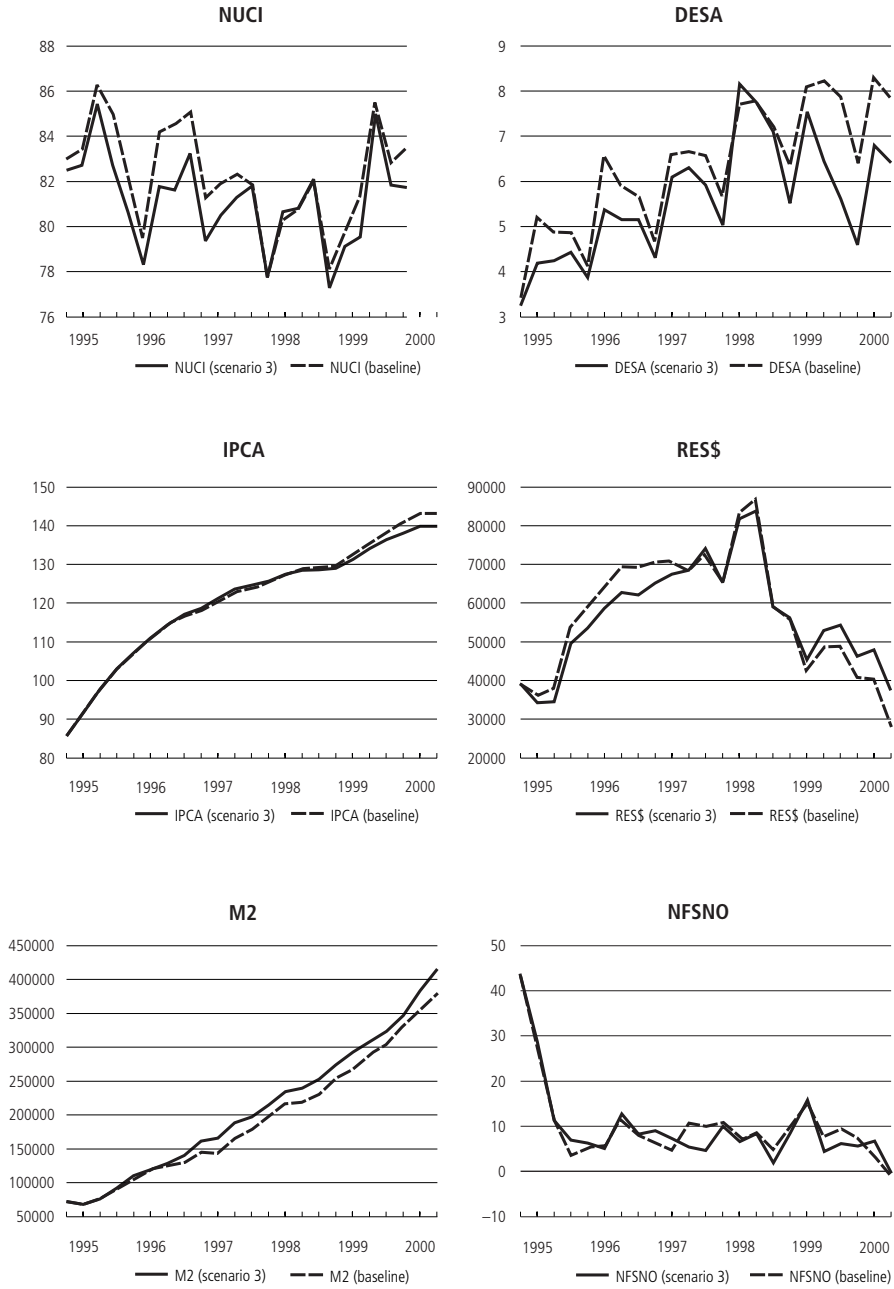 NUCI
88
86
84
82
80
78
76
1995 1996 1997 1998 1999 2000
NUCI (scenario 3) NUCI (baseline)
DESA
9
8
7
6
5
4
3
1995 1996 1997 1998 1999 2000
DESA (scenario 3) DESA (baseline)
IPCA
150
140
130
120
110
100
90
80
1995 1996 1997 1998 1999 2000
IPCA (scenario 3) IPCA (baseline)
RES$
90000
80000
70000
60000
50000
40000
30000
20000
1995 1996 1997 1998 1999 2000
RES$ (scenario 3) RES$ (baseline)
M2
450000
400000
350000
300000
250000
200000
150000
100000
50000
1995 1996 1997 1998 1999 2000
M2 (scenario 3) M2 (baseline)
NFSNO
50
40
30
20
10
0
–10
1995 1996 1997 1998 1999 2000
NFSNO (scenario 3) NFSNO (baseline)